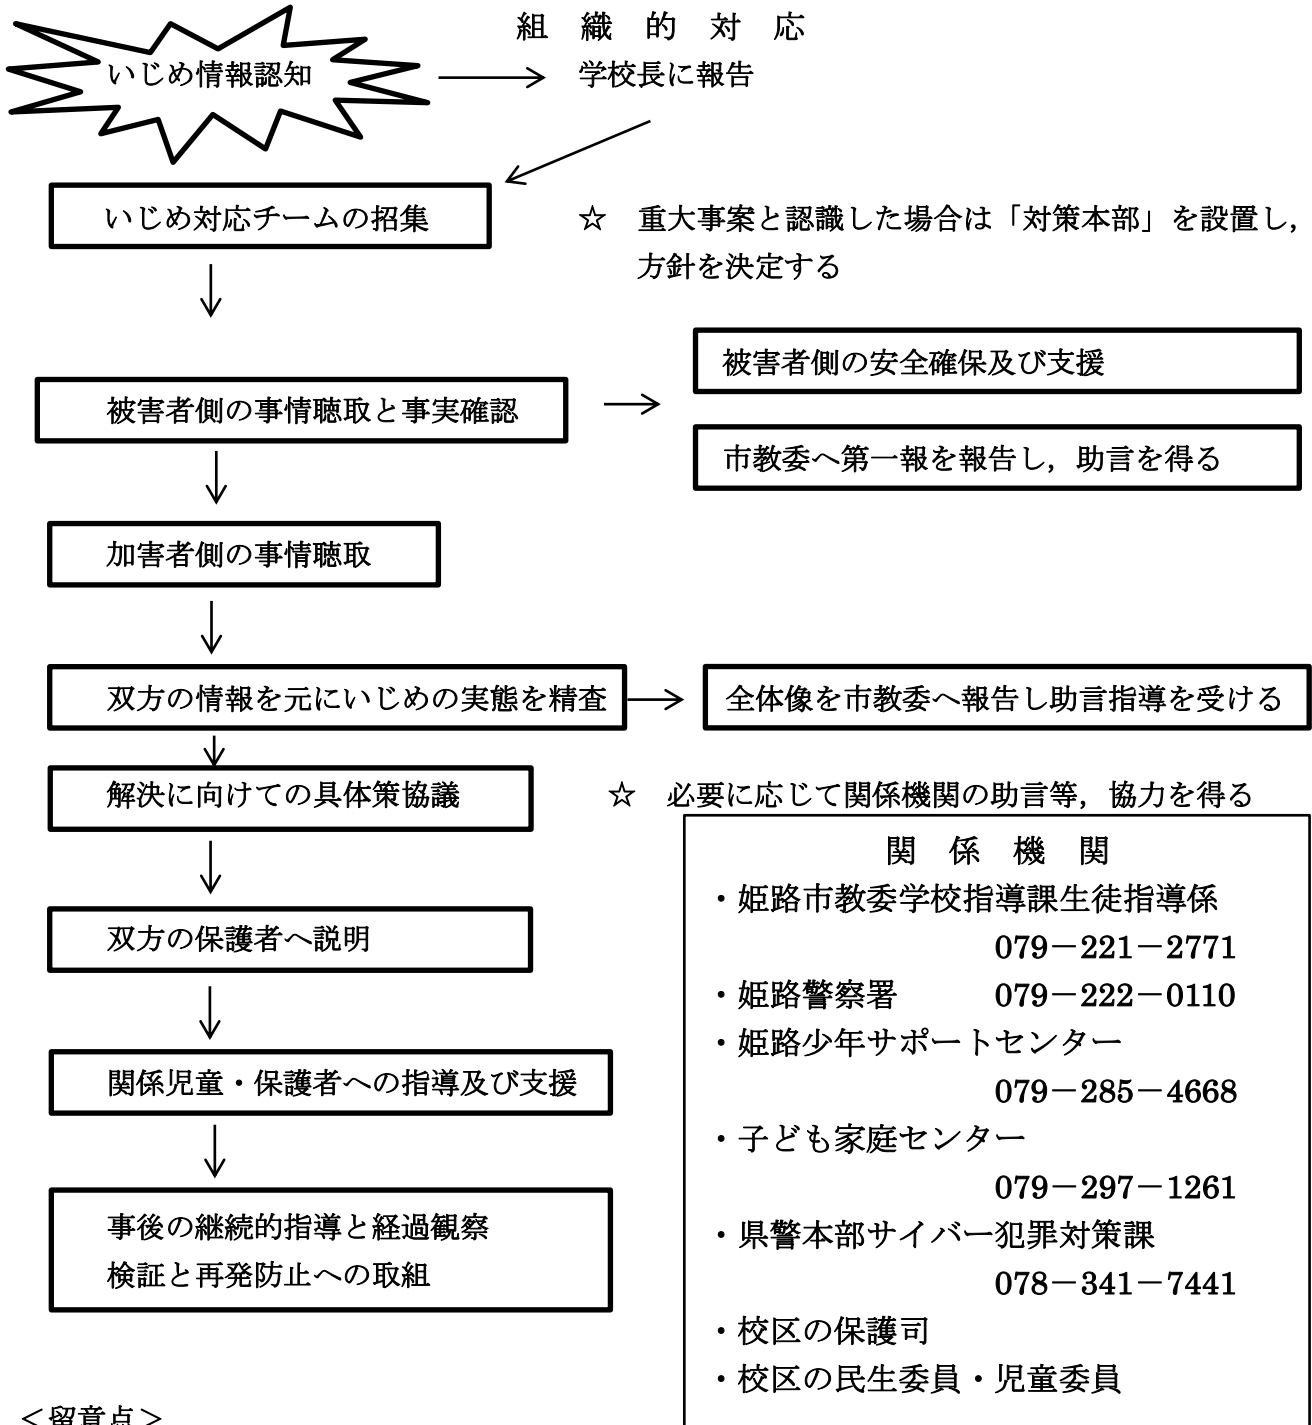 組 織 的 対 応
いじめ情報認知
学校長に報告
いじめ対応チームの招集
☆ 重大事案と認識した場合は「対策本部」を設置し，
方針を決定する
被害者側の安全確保及び支援
被害者側の事情聴取と事実確認
市教委へ第一報を報告し，助言を得る
加害者側の事情聴取
双方の情報を元にいじめの実態を精査
全体像を市教委へ報告し助言指導を受ける
解決に向けての具体策協議
☆ 必要に応じて関係機関の助言等，協力を得る
双方の保護者へ説明
関係児童・保護者への指導及び支援
事後の継続的指導と経過観察
検証と再発防止への取組
関 係 機 関
・姫路市教委学校指導課生徒指導係
079－221－2771
・姫路警察署 079－222－0110
・姫路少年サポートセンター
079－285－4668
・子ども家庭センター
079－297－1261
・県警本部サイバー犯罪対策課
078－341－7441
・校区の保護司
・校区の民生委員・児童委員
＜留意点＞